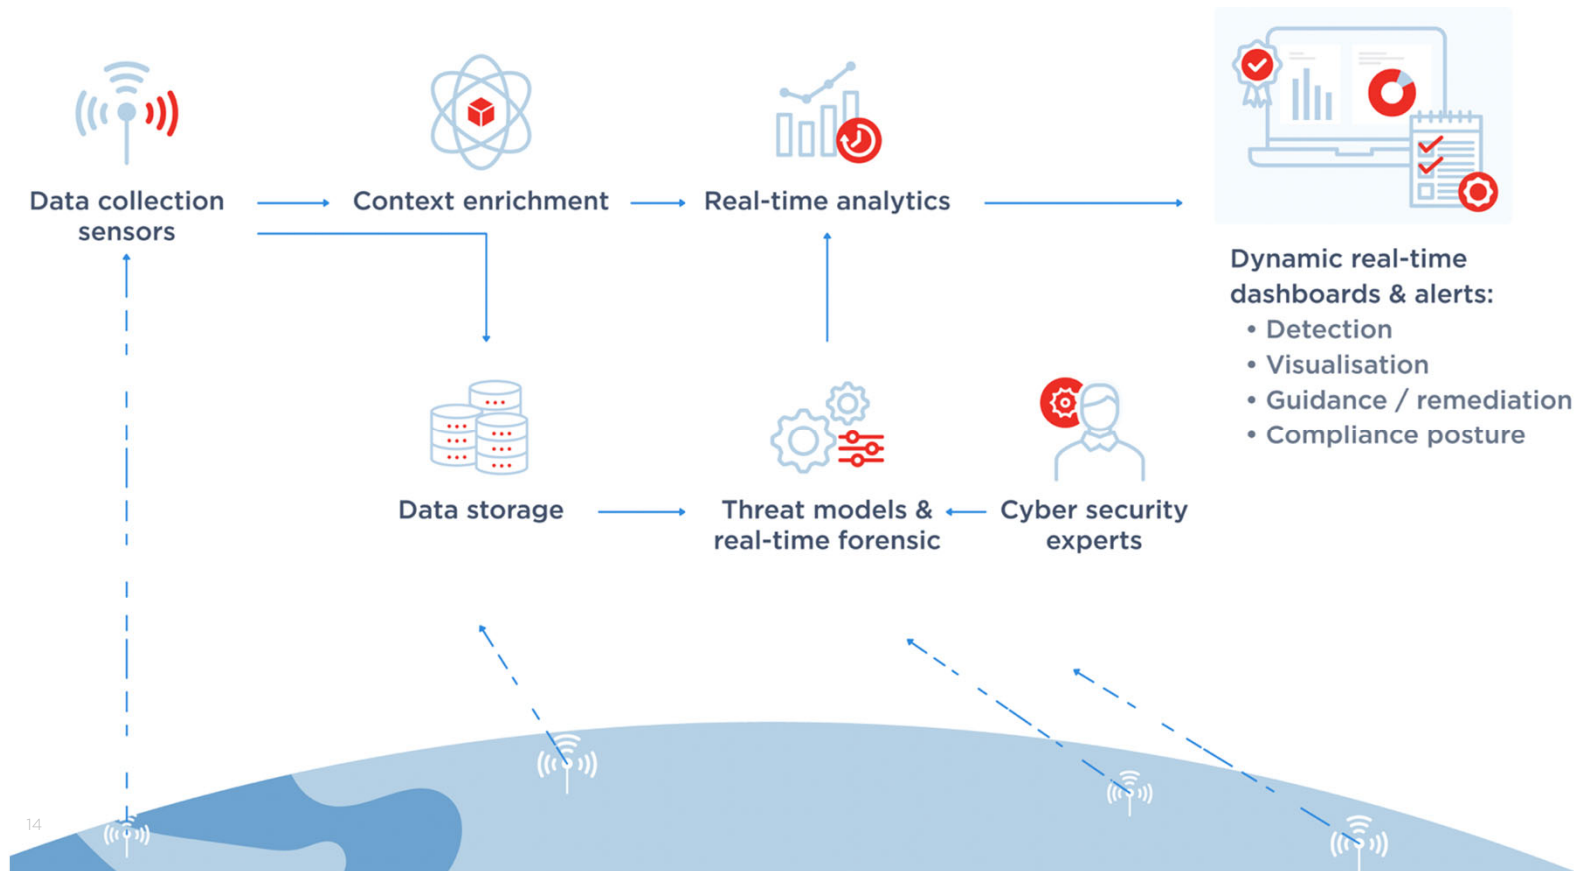 Data collection
sensors
Context enrichment
Real-time analytics
Dynamic real-time
dashboards & alerts:
• Detection
• Visualisation
• Guidance / remediation
• Compliance posture
Data storage
Threat models &
real-time forensic
Cyber security
experts
14